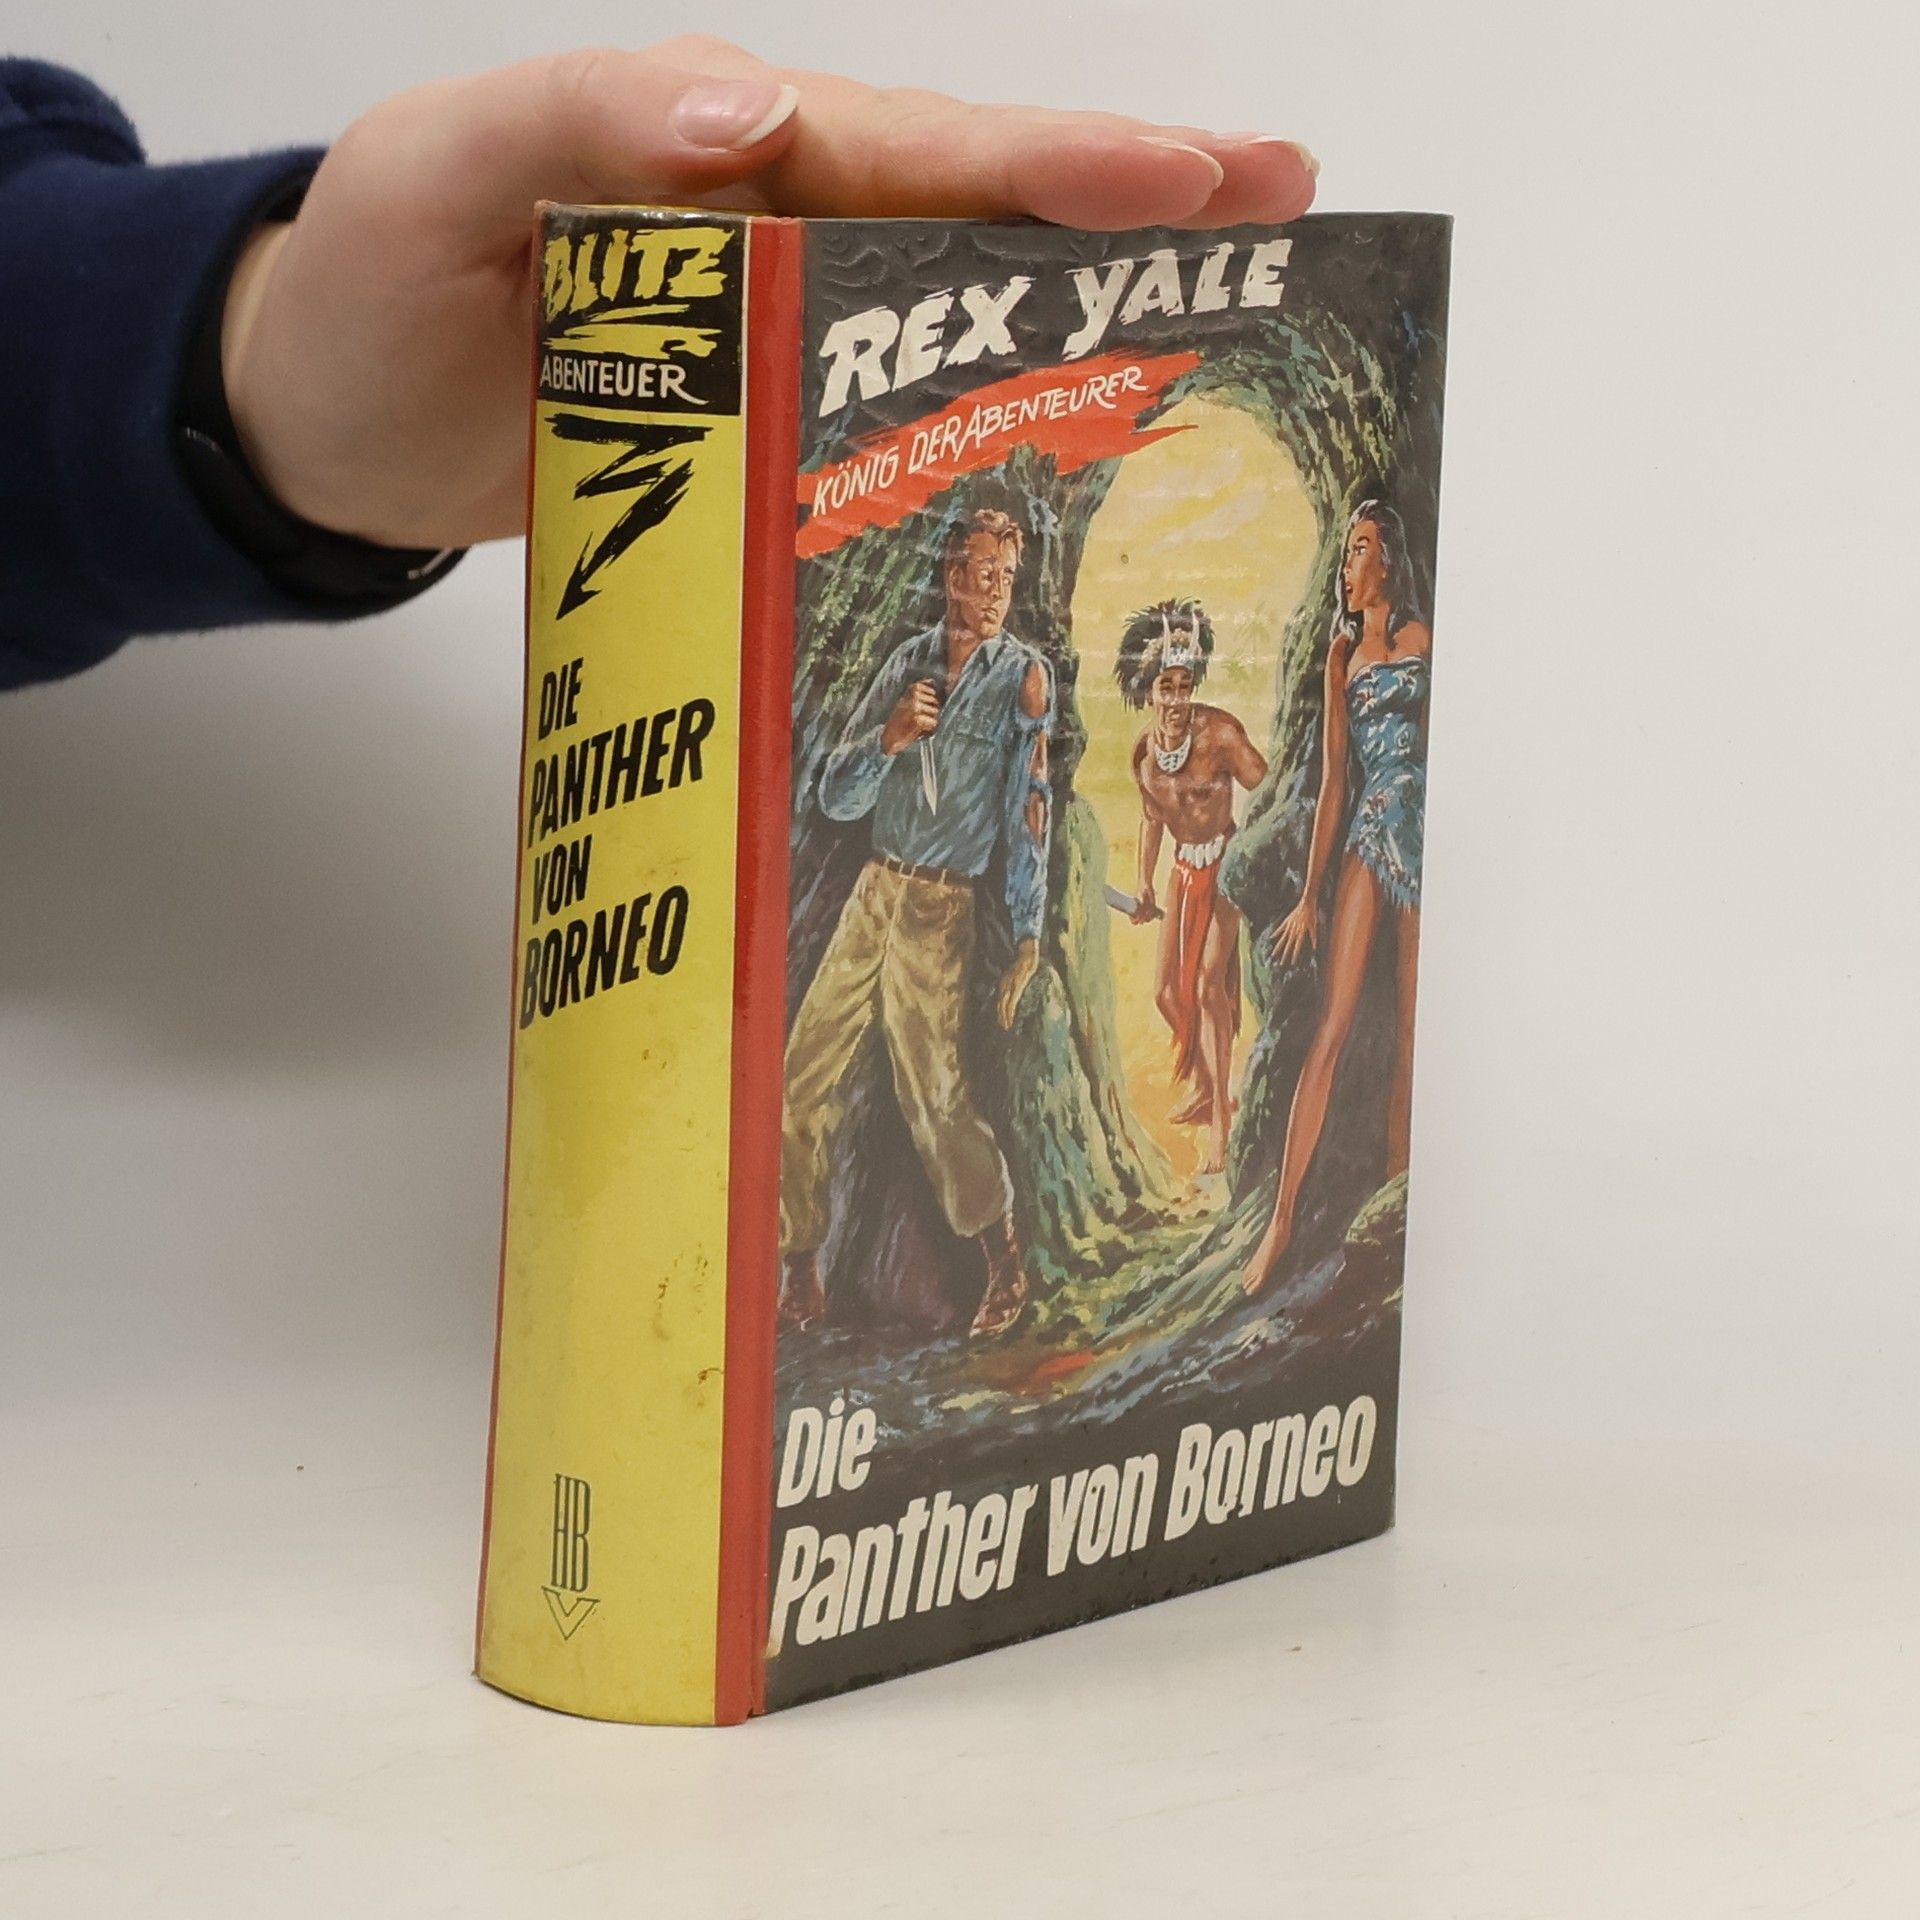 BLITZ
ABENTEUER
DIE
PANTHER
VON
BORNEO
HB
V
REX YALE
KÖNIG DER ABENTEURER
Die
Panther von Borneo